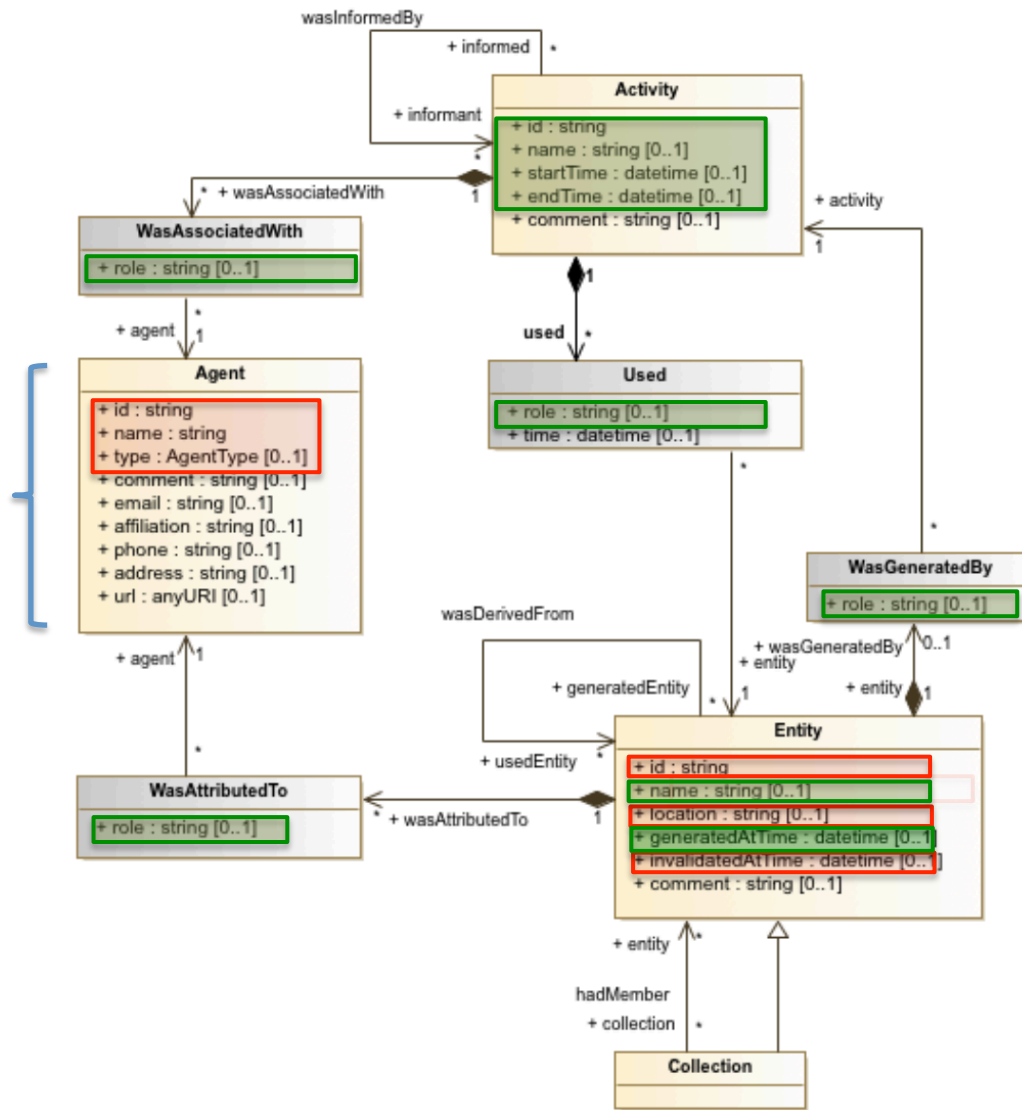 wasInformedBy
+ informed *
Activity
+ id : string
+ name : string [0..1]
+ startTime : datetime [0..1]
+ endTime : datetime [0..1]
+ comment : string [0..1]
+ informant
*
1
* + wasAssociatedWith
+ activity
1
WasAssociatedWith
+ role : string [0..1]
*
+ agent 1
1
used *
Agent
+ id : string
+ name : string
+ type : AgentType [0..1]
+ comment : string [0..1]
+ email : string [0..1]
+ affiliation : string [0..1]
+ phone : string [0..1]
+ address : string [0..1]
+ url : anyURI [0..1]
Used
+ role : string [0..1]
+ time : datetime [0..1]
*
*
WasGeneratedBy
+ role : string [0..1]
wasDerivedFrom
+ wasGeneratedBy 0..1
+ agent 1
+ entity
1
+ generatedEntity *
+ entity 1
+ usedEntity *
Entity
+ id : string
+ name : string [0..1]
+ location : string [0..1]
+ generatedAtTime : datetime [0..1]
+ invalidatedAtTime : datetime [0..1]
+ comment : string [0..1]
*
WasAttributedTo
+ role : string [0..1]
* + wasAttributedTo 1
+ entity *
hadMember
+ collection *
Collection